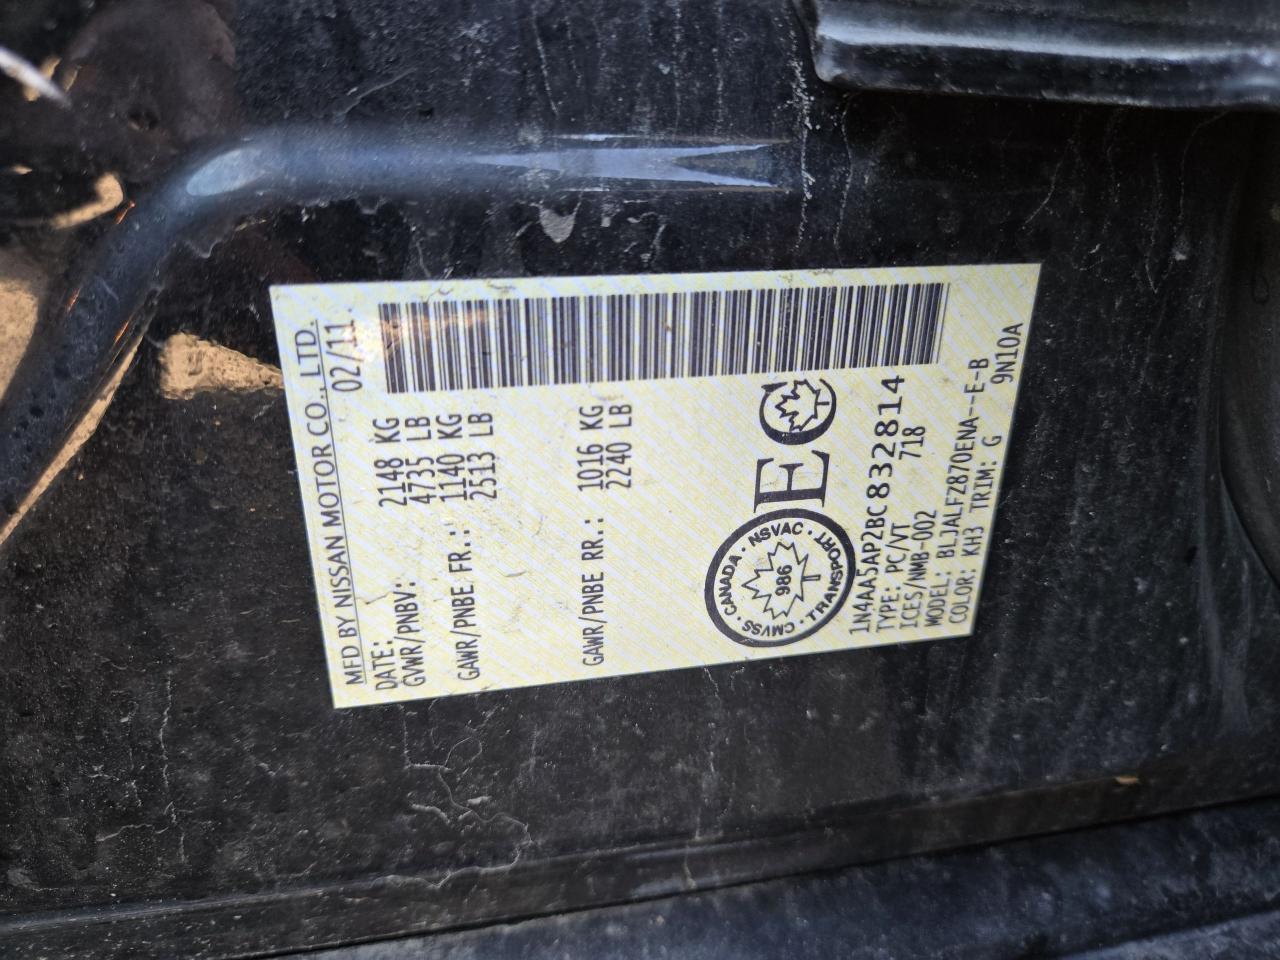 MFD BY NISSAN MOTOR CO., LTD.
DATE: 02/11
GVWR/PNBV: 2148 KG
4735 LB
GAWR/PNBE FR.: 1140 KG
2513 LB
GAWR/PNBE RR.: 1016 KG
2240 LB
CANADA · NSVAC · TRANSPORT · CMVSS ·
986
E C
1N4AA5AP2BC832814
TYPE: PC/VT 718
ICES/NMB-002
MODEL: BLJALFZ870ENA--E-B
COLOR: KH3 TRIM: G 9N10A